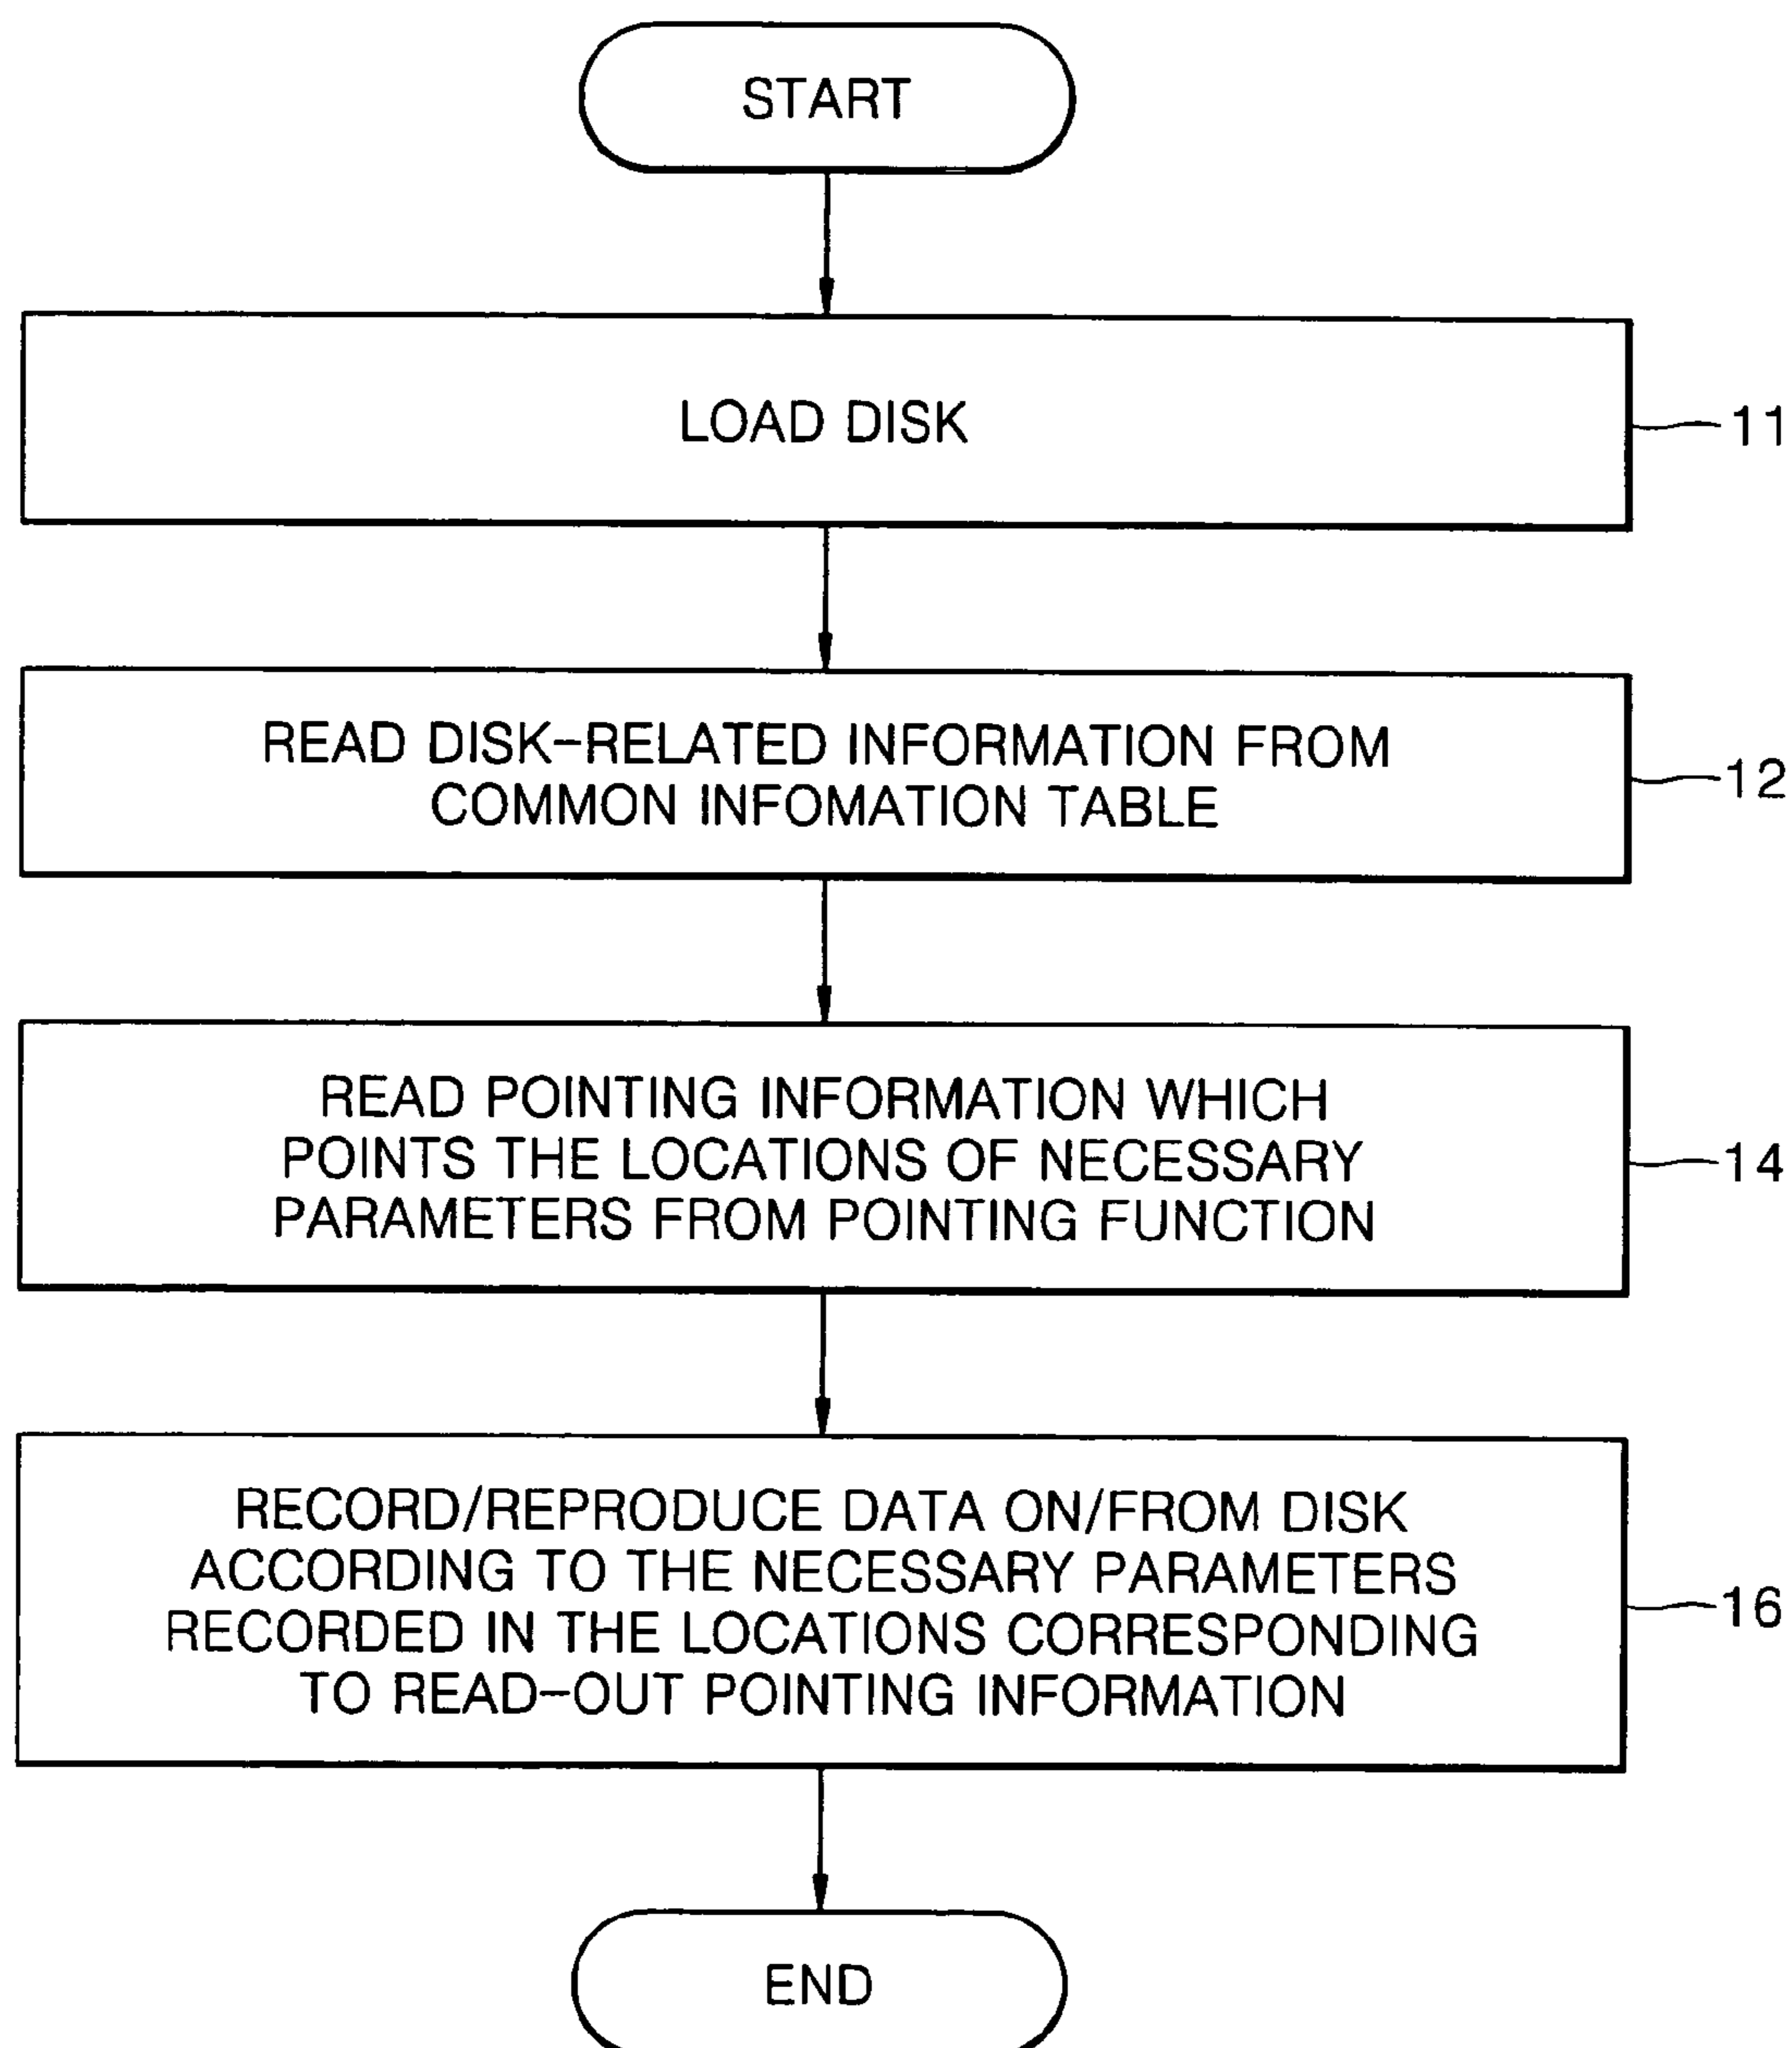 START
LOAD DISK
11
READ DISK-RELATED INFORMATION FROM
COMMON INFOMATION TABLE
12
READ POINTING INFORMATION WHICH
POINTS THE LOCATIONS OF NECESSARY
PARAMETERS FROM POINTING FUNCTION
14
RECORD/REPRODUCE DATA ON/FROM DISK
ACCORDING TO THE NECESSARY PARAMETERS
RECORDED IN THE LOCATIONS CORRESPONDING
TO READ-OUT POINTING INFORMATION
16
END